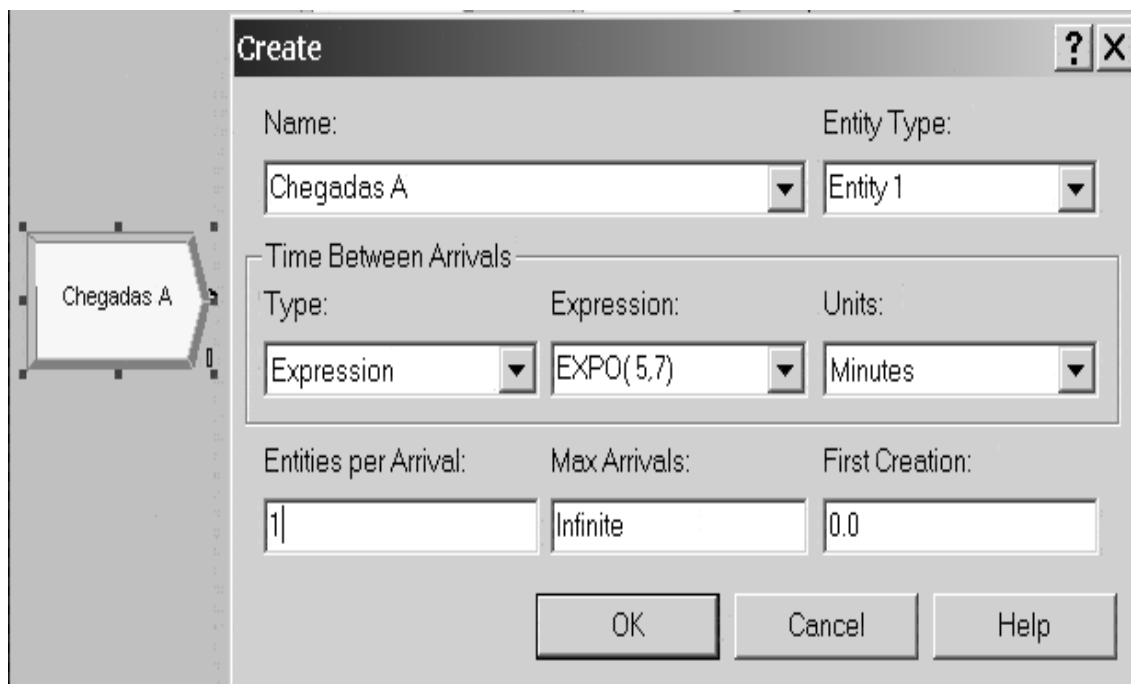 Create
?
X
Name:
Entity Type:
Chegadas A
Entity 1
Chegadas A
Time Between Arrivals
Type:
Expression:
Units:
Expression
EXPO( 5,7)
Minutes
Entities per Arrival:
Max Arrivals:
First Creation:
1
Infinite
0.0
OK
Cancel
Help